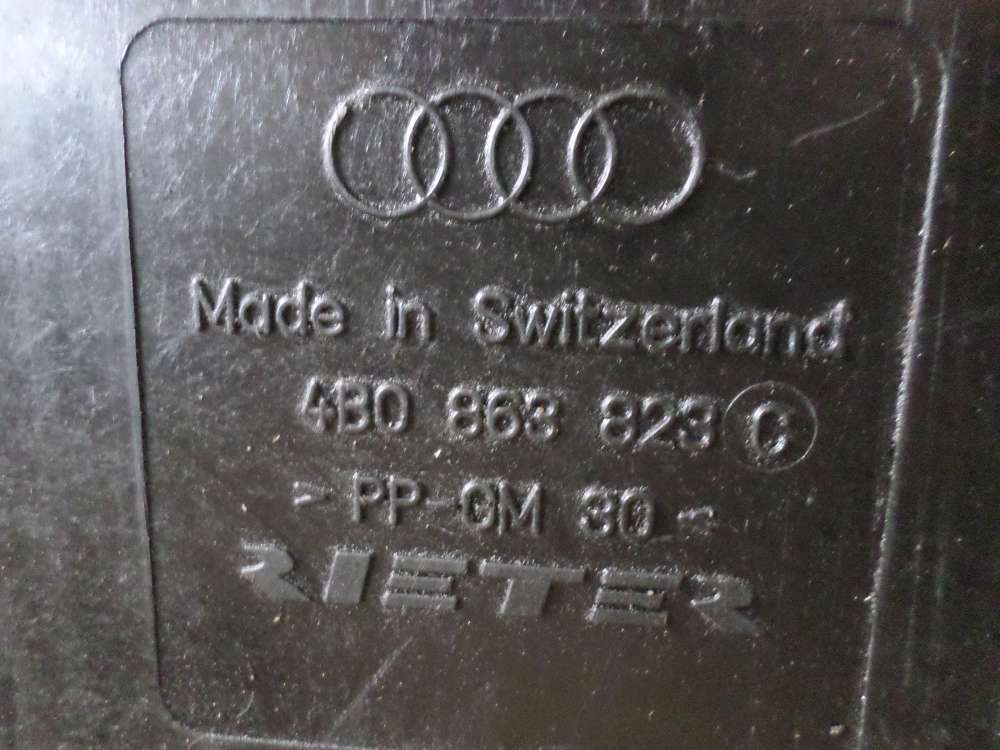 Made in Switzerland
4B0 863 823 C
> PP-GM 30 <
RIETER